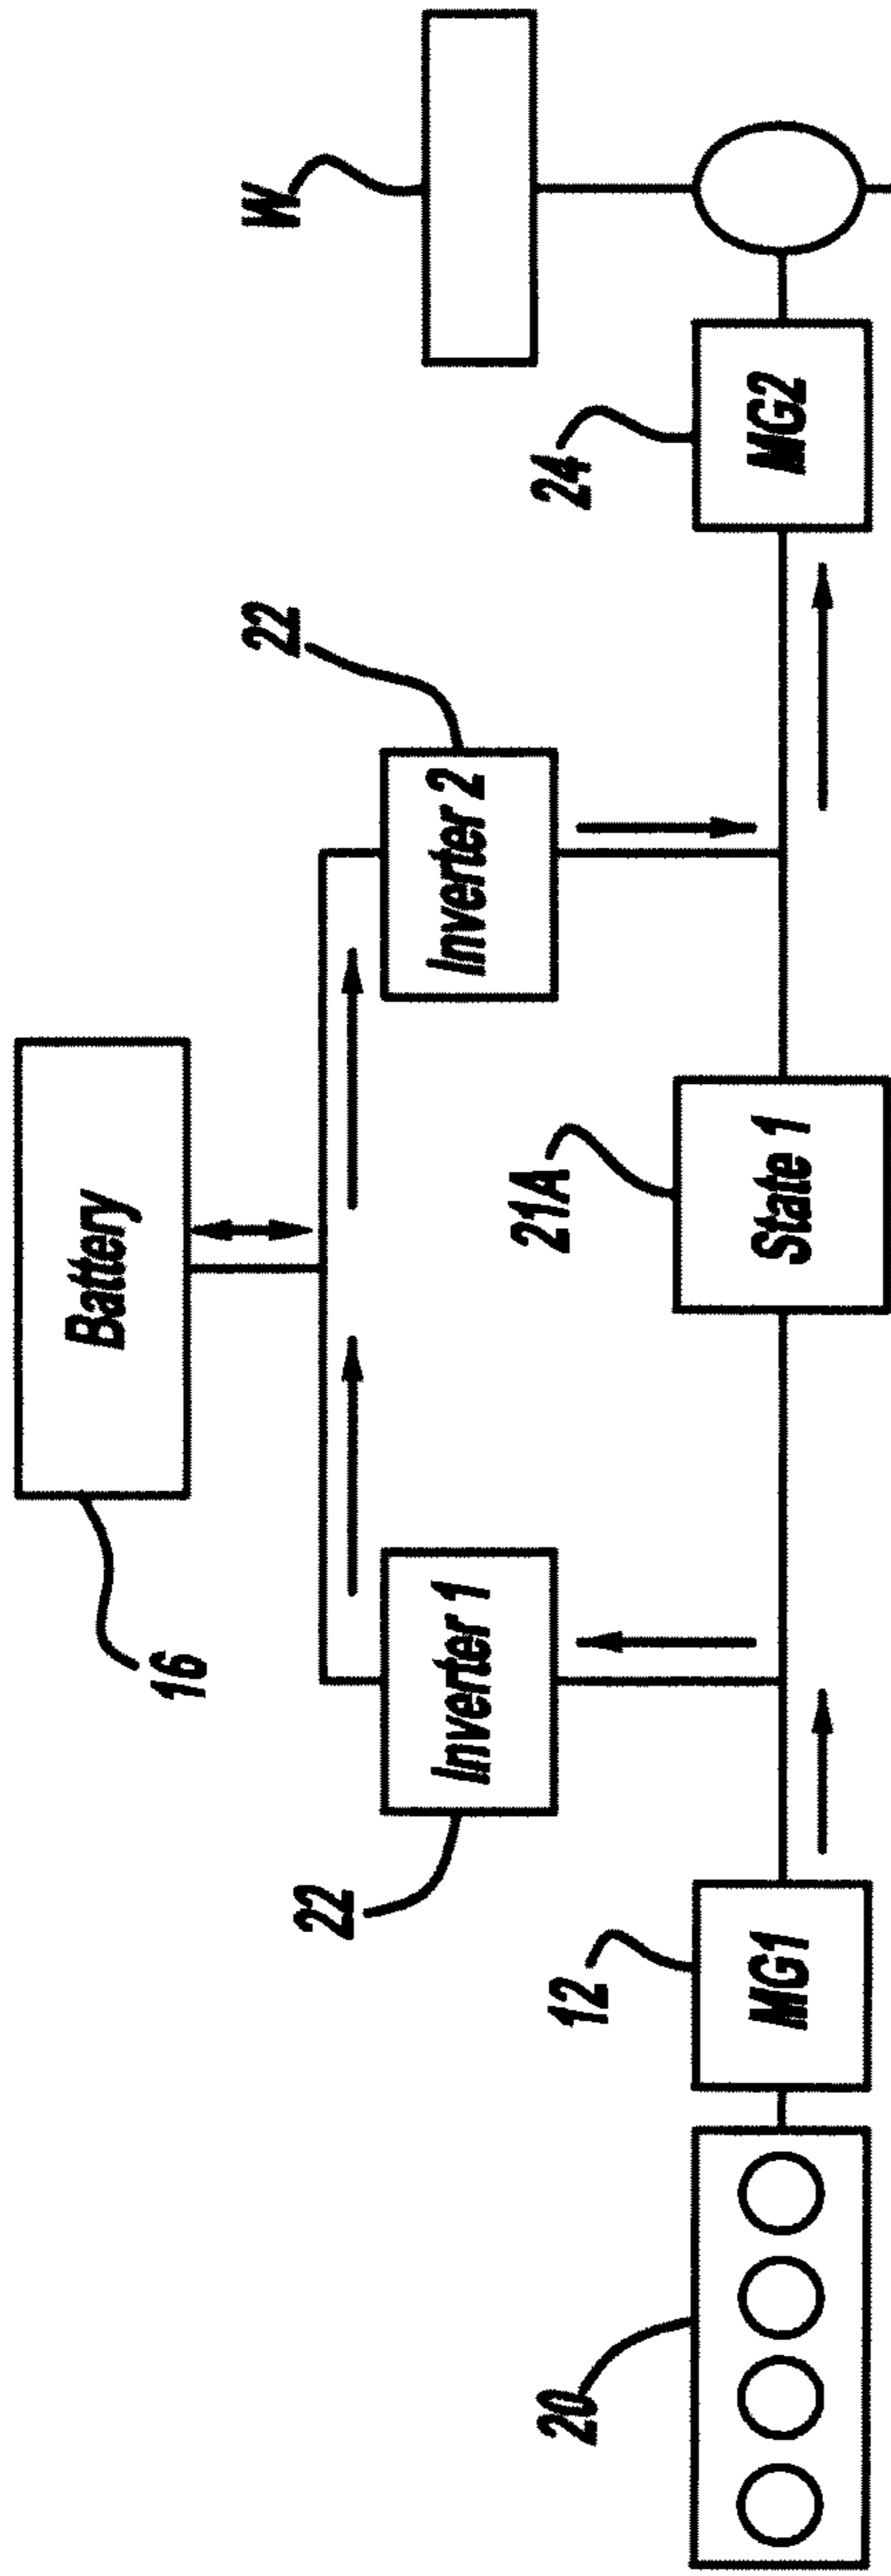 Battery
16
W
22
Inverter 1
Inverter 2
22
12
21A
24
20
MG1
State 1
MG2